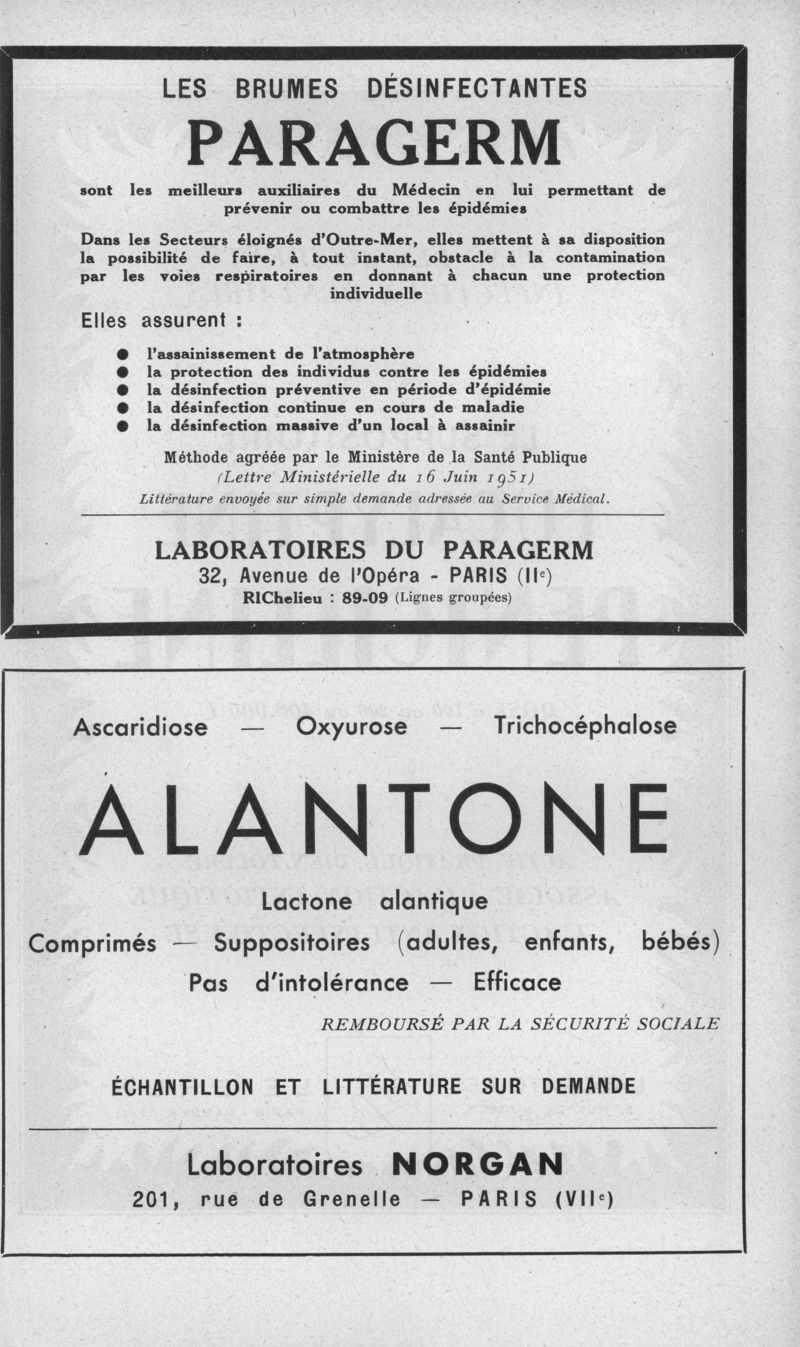 LES BRUMES DÉSINFECTANTES
PARAGERM
sont les meilleurs auxiliaires du Médecin en lui permettant de
prévenir ou combattre les épidémies
Dans les Secteurs éloignés d'Outre-Mer, elles mettent à sa disposition
la possibilité de faire, à tout instant, obstacle à la contamination
par les voies respiratoires en donnant à chacun une protection
individuelle
Elles assurent :
● l'assainissement de l'atmosphère
● la protection des individus contre les épidémies
● la désinfection préventive en période d'épidémie
● la désinfection continue en cours de maladie
● la désinfection massive d'un local à assainir
Méthode agréée par le Ministère de la Santé Publique
(Lettre Ministérielle du 16 Juin 1951)
Littérature envoyée sur simple demande adressée au Service Médical.
LABORATOIRES DU PARAGERM
32, Avenue de l'Opéra - PARIS (IIe)
RIChelieu : 89-09 (Lignes groupées)
Ascaridiose — Oxyurose — Trichocéphalose
ALANTONE
Lactone alantique
Comprimés — Suppositoires (adultes, enfants, bébés)
Pas d'intolérance — Efficace
REMBOURSÉ PAR LA SÉCURITÉ SOCIALE
ÉCHANTILLON ET LITTÉRATURE SUR DEMANDE
Laboratoires NORGAN
201, rue de Grenelle — PARIS (VIIe)